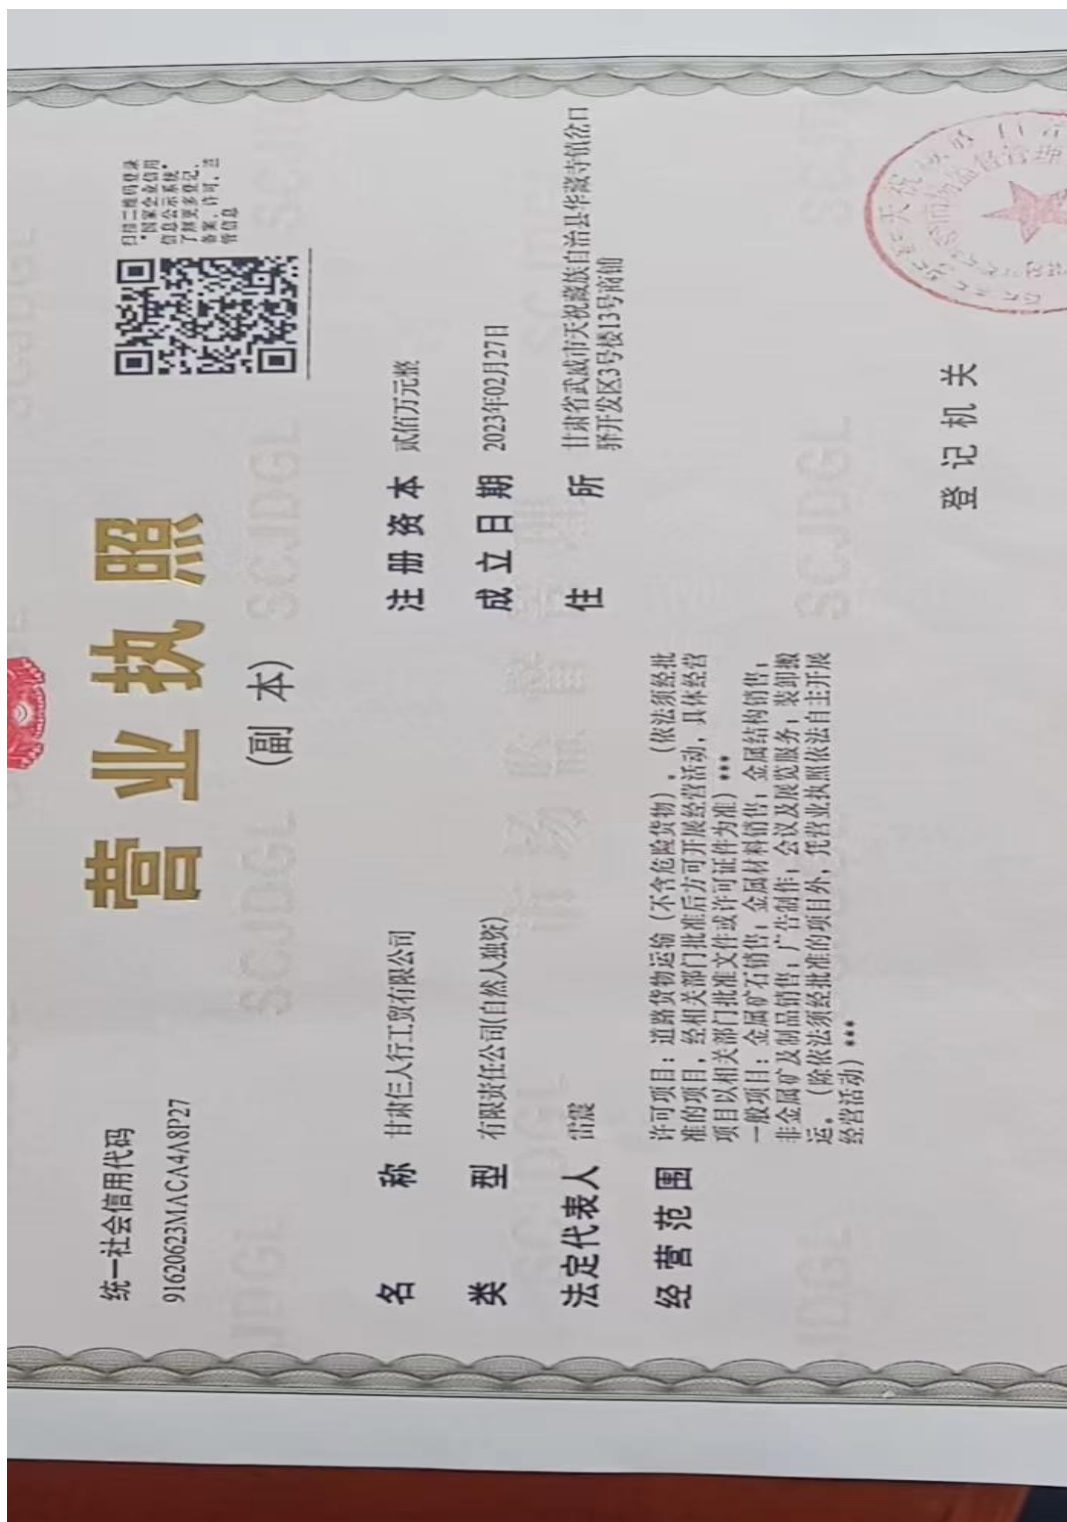 统一社会信用代码
91620623MACA4A8P27
营业执照
(副 本)
扫描二维码登录
"国家企业信用
信息公示系统"
了解更多登记、
备案、许可、监
管信息
名 称 甘肃仨人行工贸有限公司
类 型 有限责任公司(自然人独资)
法定代表人 雷震
经营范围 许可项目：道路货物运输（不含危险货物）。（依法须经批
准的项目，经相关部门批准后方可开展经营活动，具体经营
项目以相关部门批准文件或许可证件为准）***
一般项目：金属矿石销售；金属材料销售；金属结构销售；
非金属矿及制品销售；广告制作；会议及展览服务；装卸搬
运。（除依法须经批准的项目外，凭营业执照依法自主开展
经营活动）***
注册资本 贰佰万元整
成立日期 2023年02月27日
住 所 甘肃省武威市天祝藏族自治县华藏寺镇岔口
驿开发区3号楼13号商铺
登记机关
市场监督管理
SCJDGL